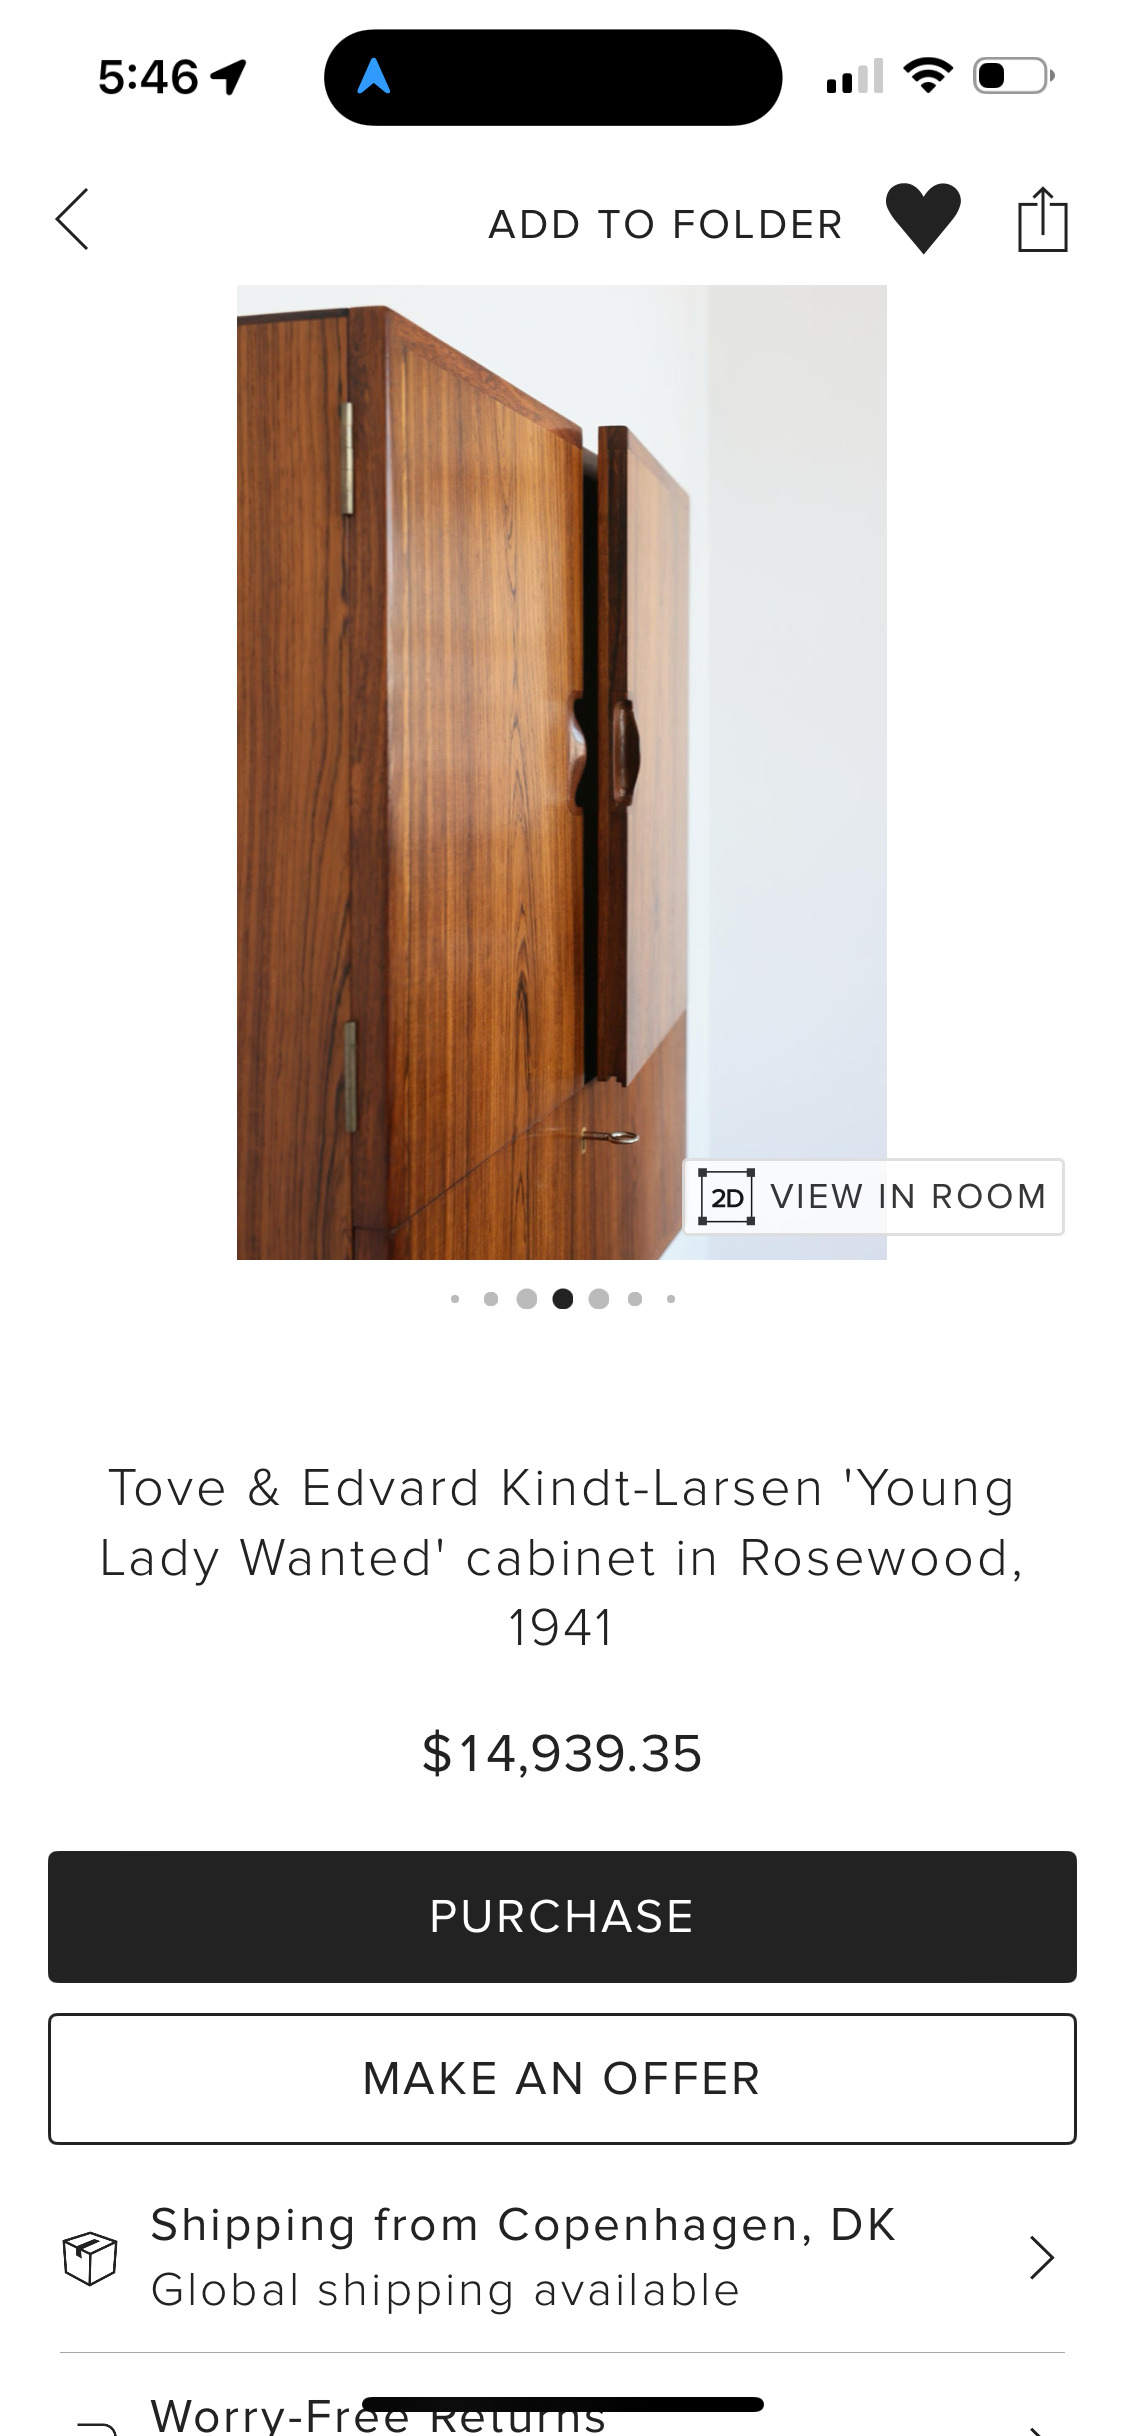 5:46
ADD TO FOLDER
2D VIEW IN ROOM
Tove & Edvard Kindt-Larsen 'Young
Lady Wanted' cabinet in Rosewood,
1941
$14,939.35
PURCHASE
MAKE AN OFFER
Shipping from Copenhagen, DK
Global shipping available
Worry-Free Returns